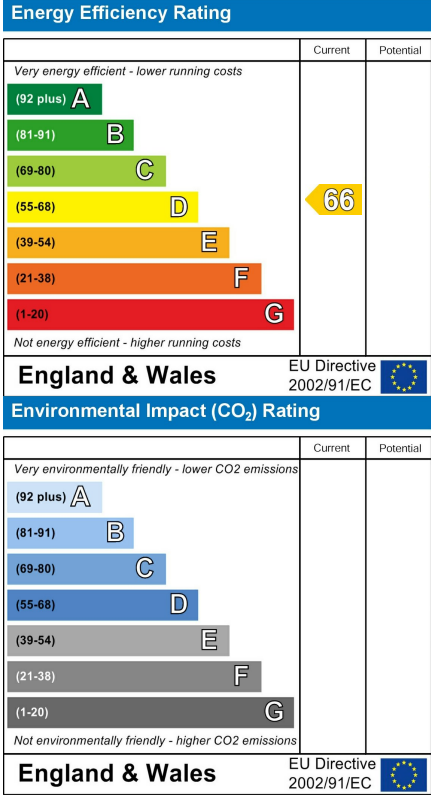 Energy Efficiency Rating
Current Potential
Very energy efficient - lower running costs
(92 plus) A
(81-91) B
(69-80) C
(55-68) D
66
(39-54) E
(21-38) F
(1-20) G
Not energy efficient - higher running costs
England & Wales
EU Directive
2002/91/EC
Environmental Impact (CO₂) Rating
Current Potential
Very environmentally friendly - lower CO2 emissions
(92 plus) A
(81-91) B
(69-80) C
(55-68) D
(39-54) E
(21-38) F
(1-20) G
Not environmentally friendly - higher CO2 emissions
England & Wales
EU Directive
2002/91/EC